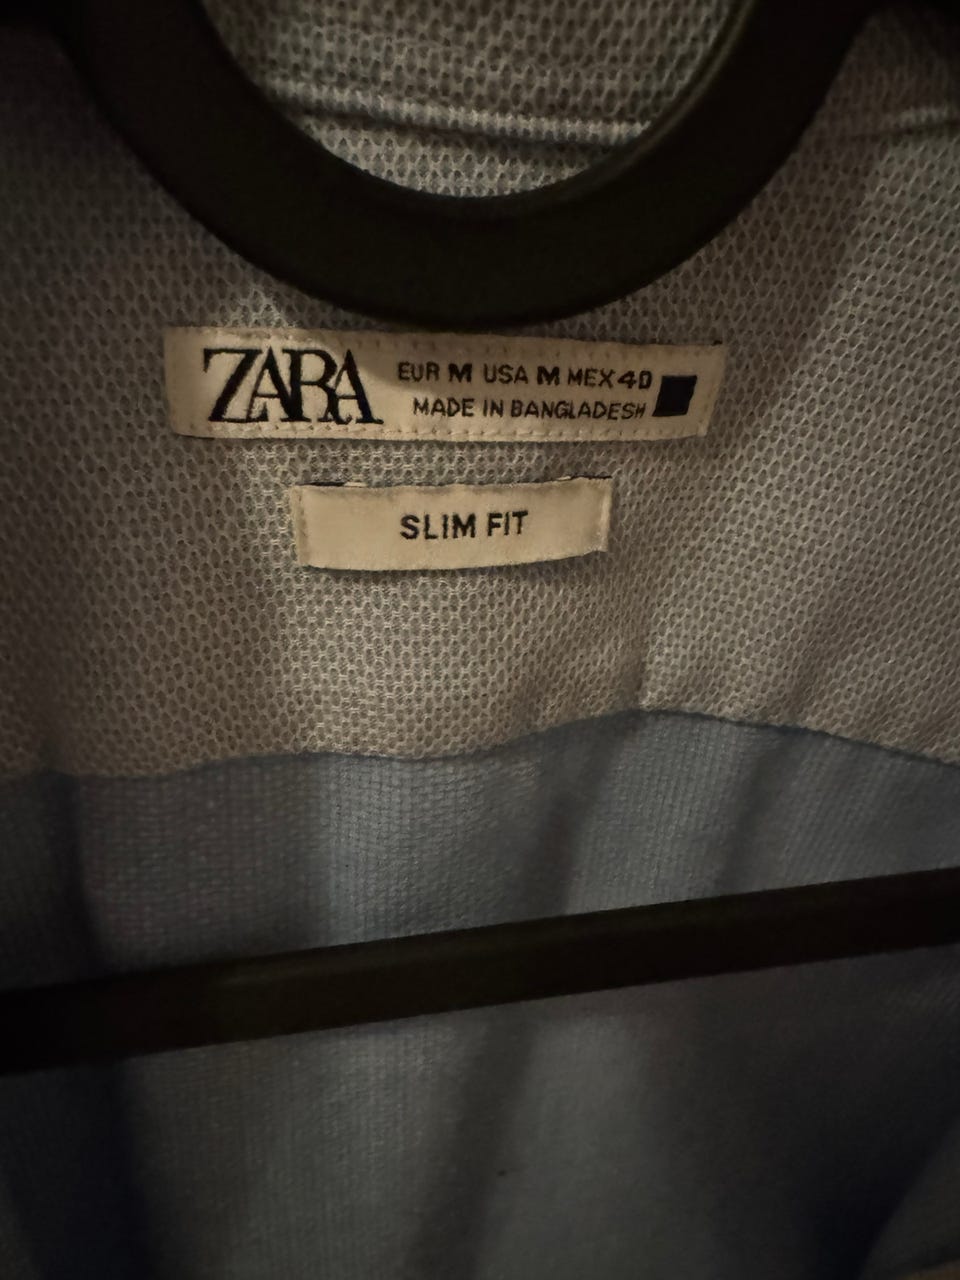 ZARA
EUR M USA M MEX 40
MADE IN BANGLADESH
SLIM FIT